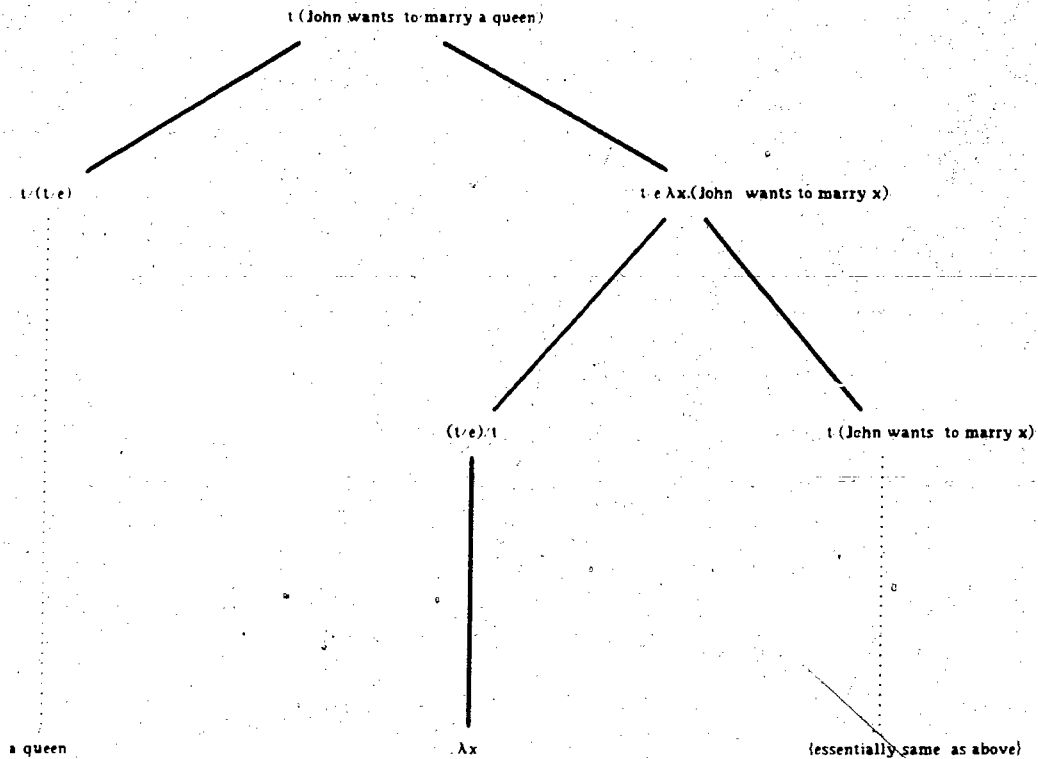 t (John wants to marry a queen)
t/(t/e)
t/e λx.(John wants to marry x)
(t/e)/t
t (John wants to marry x)
a queen
λx
{essentially same as above}